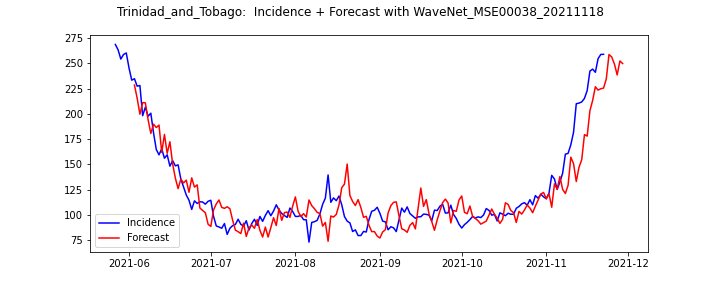 Trinidad_and_Tobago:  Incidence + Forecast with WaveNet_MSE00038_20211118
275
250
225
200
175
150
125
100
75
Incidence
Forecast
2021-06 2021-07 2021-08 2021-09 2021-10 2021-11 2021-12